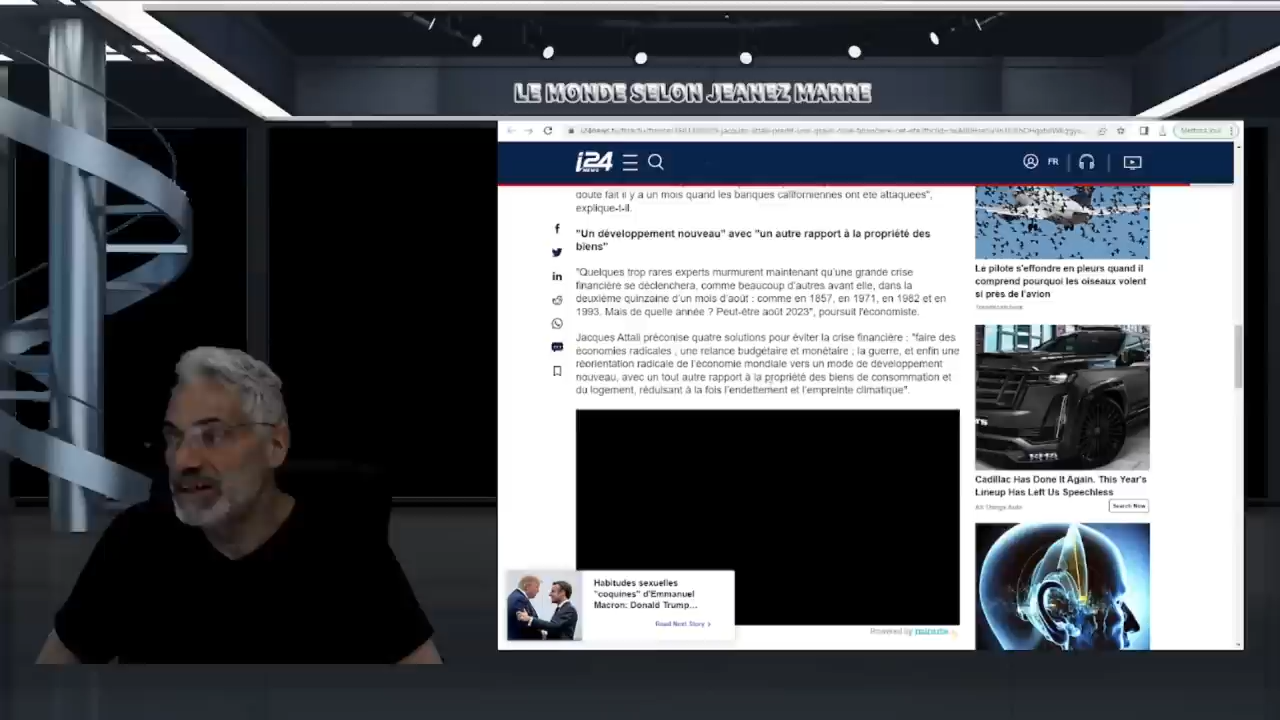 LE MONDE SELON JEANEZ MARRE
i24
NEWS
FR
doute fait il y a un mois quand les banques californiennes ont été attaquées",
explique-t-il.
"Un développement nouveau" avec "un autre rapport à la propriété des
biens"
"Quelques trop rares experts murmurent maintenant qu'une grande crise
financière se déclenchera, comme beaucoup d'autres avant elle, dans la
deuxième quinzaine d'un mois d'août : comme en 1857, en 1971, en 1982 et en
1993. Mais de quelle année ? Peut-être août 2023", poursuit l'économiste.
Jacques Attali préconise quatre solutions pour éviter la crise financière : "faire des
économies radicales ; une relance budgétaire et monétaire ; la guerre, et enfin une
réorientation radicale de l'économie mondiale vers un mode de développement
nouveau, avec un tout autre rapport à la propriété des biens de consommation et
du logement, réduisant à la fois l'endettement et l'empreinte climatique".
Habitudes sexuelles
"coquines" d'Emmanuel
Macron: Donald Trump...
Read Next Story >
Powered by
Le pilote s'effondre en pleurs quand il
comprend pourquoi les oiseaux volent
si près de l'avion
Cadillac Has Done It Again. This Year's
Lineup Has Left Us Speechless
Search Now